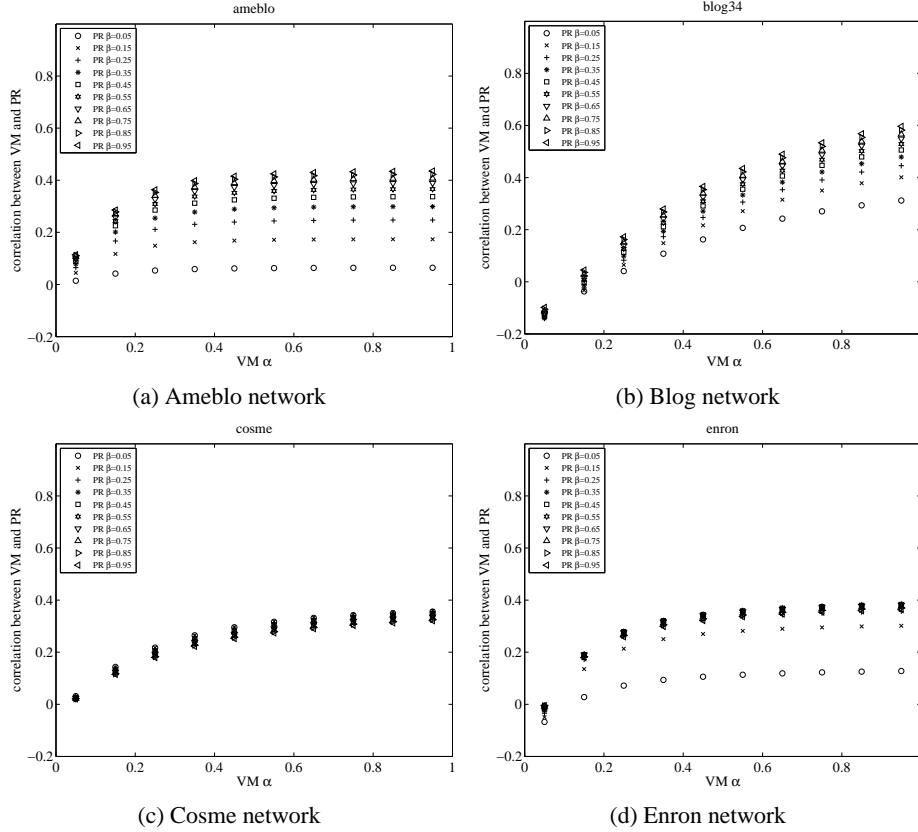 ameblo
correlation between VM and PR
0.8
0.6
0.4
0.2
0
−0.2
PR β=0.05
PR β=0.15
PR β=0.25
PR β=0.35
PR β=0.45
PR β=0.55
PR β=0.65
PR β=0.75
PR β=0.85
PR β=0.95
0 0.2 0.4 0.6 0.8 1
VM α
(a) Ameblo network
blog34
correlation between VM and PR
0.8
0.6
0.4
0.2
0
−0.2
PR β=0.05
PR β=0.15
PR β=0.25
PR β=0.35
PR β=0.45
PR β=0.55
PR β=0.65
PR β=0.75
PR β=0.85
PR β=0.95
0 0.2 0.4 0.6 0.8
VM α
(b) Blog network
cosme
correlation between VM and PR
0.8
0.6
0.4
0.2
0
−0.2
PR β=0.05
PR β=0.15
PR β=0.25
PR β=0.35
PR β=0.45
PR β=0.55
PR β=0.65
PR β=0.75
PR β=0.85
PR β=0.95
0 0.2 0.4 0.6 0.8 1
VM α
(c) Cosme network
enron
correlation between VM and PR
0.8
0.6
0.4
0.2
0
−0.2
PR β=0.05
PR β=0.15
PR β=0.25
PR β=0.35
PR β=0.45
PR β=0.55
PR β=0.65
PR β=0.75
PR β=0.85
PR β=0.95
0 0.2 0.4 0.6 0.8
VM α
(d) Enron network